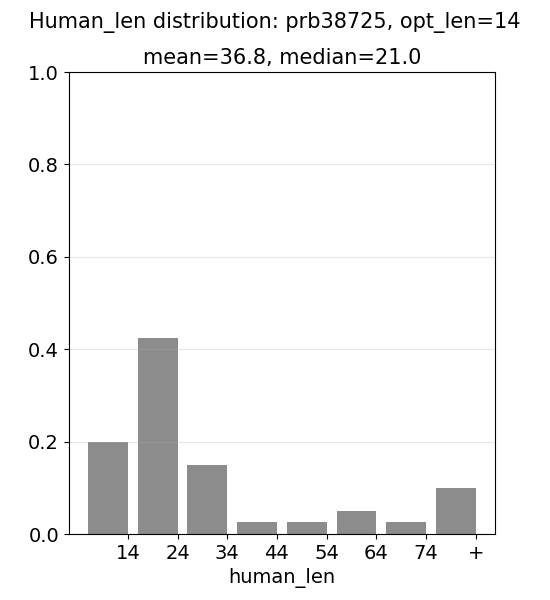 Human_len distribution: prb38725, opt_len=14
mean=36.8, median=21.0
1.0
0.8
0.6
0.4
0.2
0.0
14 24 34 44 54 64 74 +
human_len